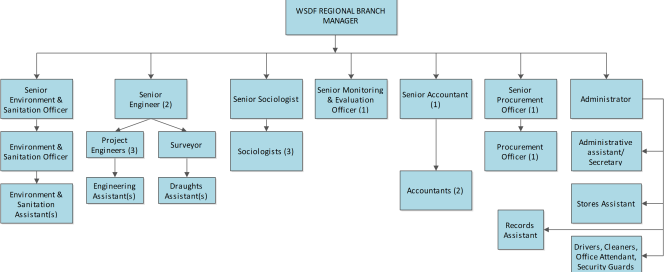 WSDF REGIONAL BRANCH
MANAGER
Senior
Environment &
Sanitation Officer
Senior
Engineer (2)
Senior Sociologist
Senior Monitoring
& Evaluation
Officer (1)
Senior Accountant
(1)
Senior
Procurement
Officer (1)
Administrator
Environment &
Sanitation Officer
Project
Engineers (3)
Surveyor
Sociologists (3)
Procurement
Officer (1)
Administrative
assistant/
Secretary
Environment &
Sanitation
Assistant(s)
Engineering
Assistant(s)
Draughts
Assistant(s)
Accountants (2)
Stores Assistant
Records
Assistant
Drivers, Cleaners,
Office Attendant,
Security Guards